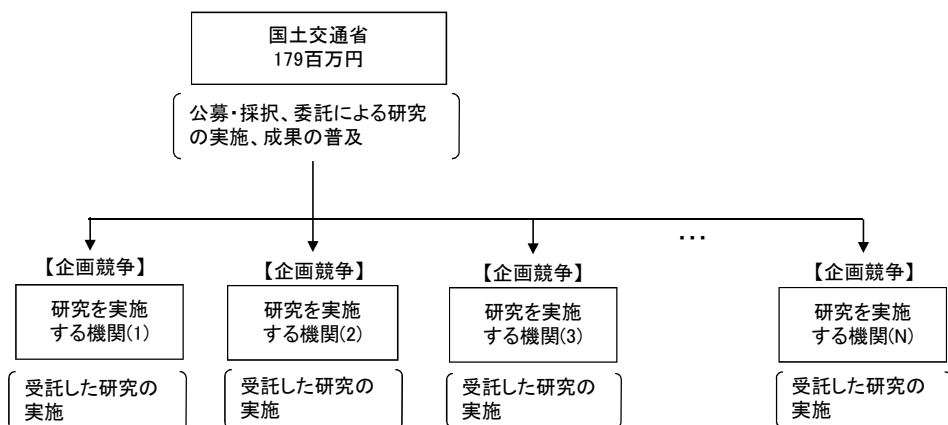 国土交通省
179百万円
公募・採択、委託による研究
の実施、成果の普及
…
【企画競争】
【企画競争】
【企画競争】
【企画競争】
研究を実施
する機関(1)
研究を実施
する機関(2)
研究を実施
する機関(3)
研究を実施
する機関(N)
受託した研究の
実施
受託した研究の
実施
受託した研究の
実施
受託した研究の
実施